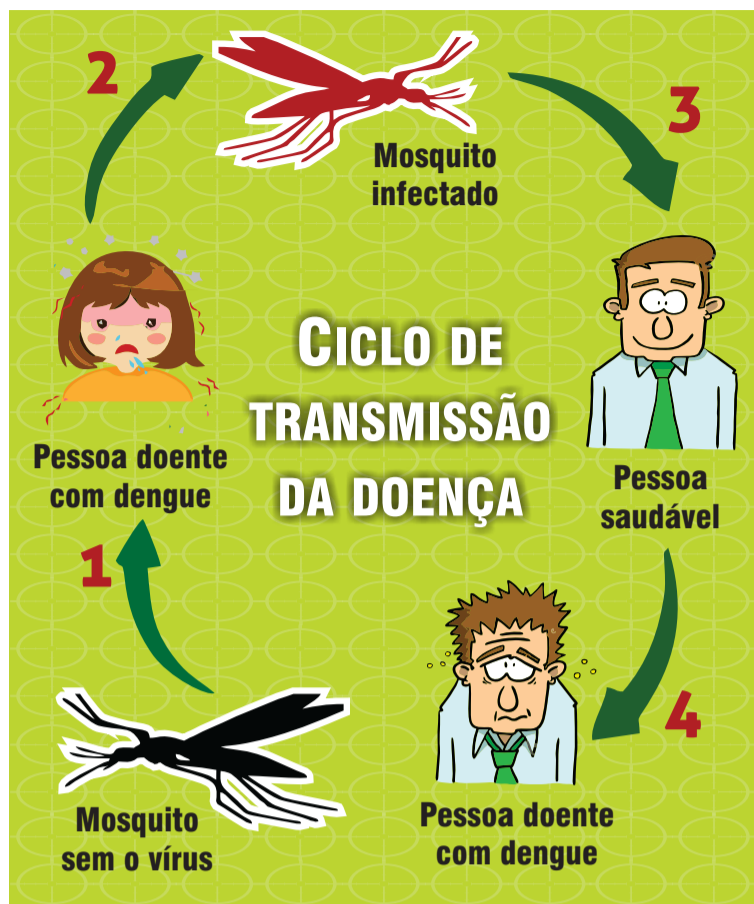 2
3
Mosquito
infectado
CICLO DE
TRANSMISSÃO
DA DOENÇA
Pessoa doente
com dengue
Pessoa
saudável
1
4
Mosquito
sem o vírus
Pessoa doente
com dengue